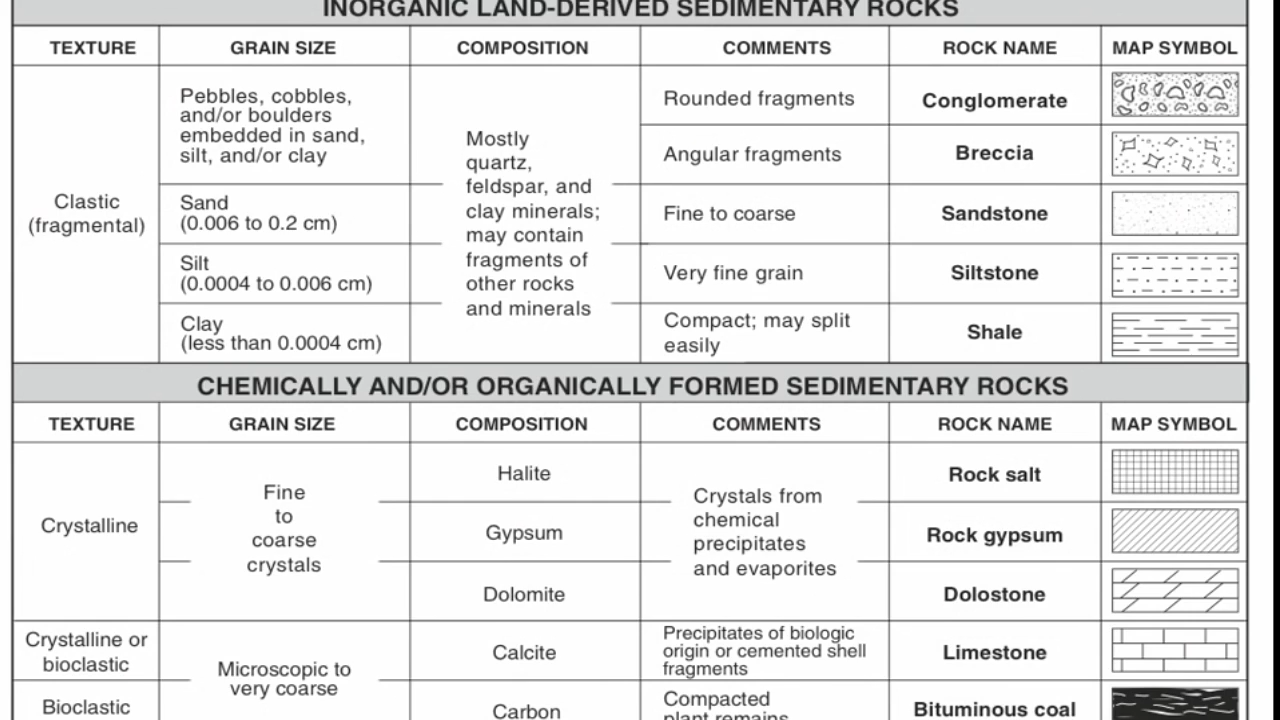 INORGANIC LAND-DERIVED SEDIMENTARY ROCKS
TEXTURE GRAIN SIZE COMPOSITION COMMENTS ROCK NAME MAP SYMBOL
Clastic
(fragmental)
Pebbles, cobbles,
and/or boulders
embedded in sand,
silt, and/or clay
Mostly
quartz,
feldspar, and
clay minerals;
may contain
fragments of
other rocks
and minerals
Rounded fragments Conglomerate
Angular fragments Breccia
Sand
(0.006 to 0.2 cm)
Fine to coarse Sandstone
Silt
(0.0004 to 0.006 cm)
Very fine grain Siltstone
Clay
(less than 0.0004 cm)
Compact; may split
easily
Shale
CHEMICALLY AND/OR ORGANICALLY FORMED SEDIMENTARY ROCKS
TEXTURE GRAIN SIZE COMPOSITION COMMENTS ROCK NAME MAP SYMBOL
Crystalline
Fine
to
coarse
crystals
Halite
Crystals from
chemical
precipitates
and evaporites
Rock salt
Gypsum
Rock gypsum
Dolomite
Dolostone
Crystalline or
bioclastic
Microscopic to
very coarse
Calcite
Precipitates of biologic
origin or cemented shell
fragments
Limestone
Bioclastic
Carbon
Compacted
plant remains
Bituminous coal